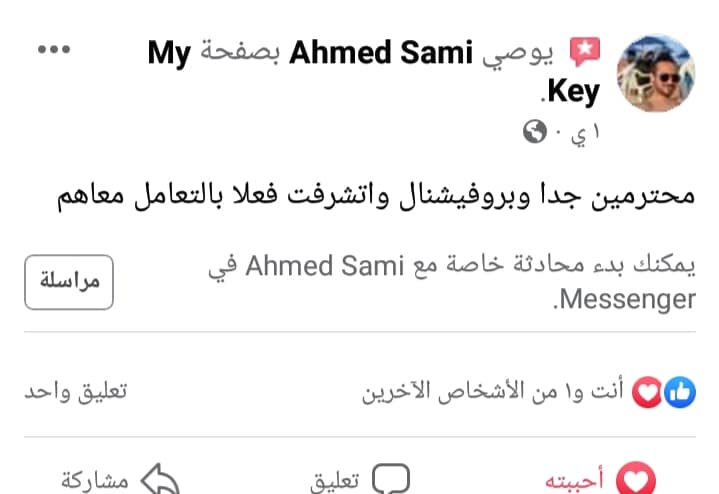 يوصي Ahmed Sami بصفحة My
Key.
١ ي ·
محترمين جدا وبروفيشنال واتشرفت فعلا بالتعامل معاهم
يمكنك بدء محادثة خاصة مع Ahmed Sami في
Messenger.
مراسلة
أنت و١ من الأشخاص الآخرين
تعليق واحد
أحببته
تعليق
مشاركة